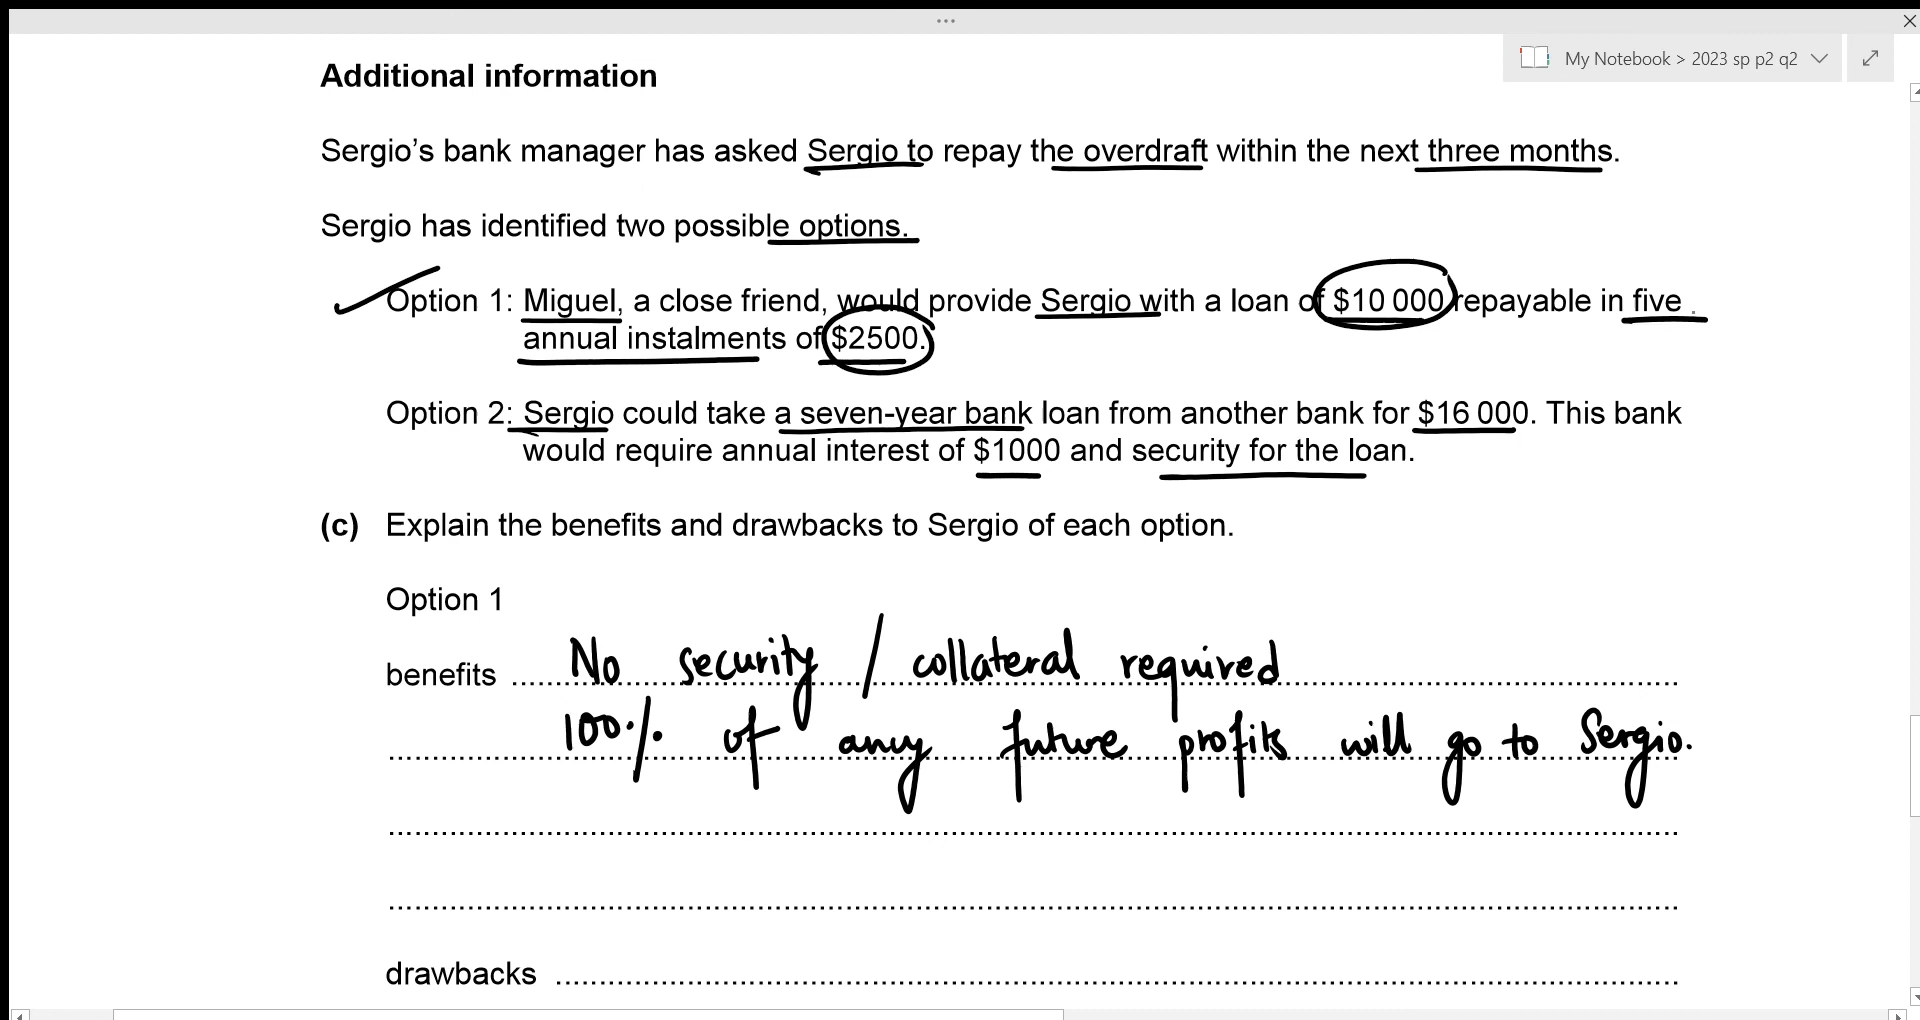 ...
My Notebook > 2023 sp p2 q2
Additional information
Sergio’s bank manager has asked Sergio to repay the overdraft within the next three months.
Sergio has identified two possible options.
Option 1: Miguel, a close friend, would provide Sergio with a loan of $10 000 repayable in five
annual instalments of $2500.
Option 2: Sergio could take a seven-year bank loan from another bank for $16 000. This bank
would require annual interest of $1000 and security for the loan.
(c) Explain the benefits and drawbacks to Sergio of each option.
Option 1
benefits No security / collateral required
100% of any future profits will go to Sergio.
drawbacks